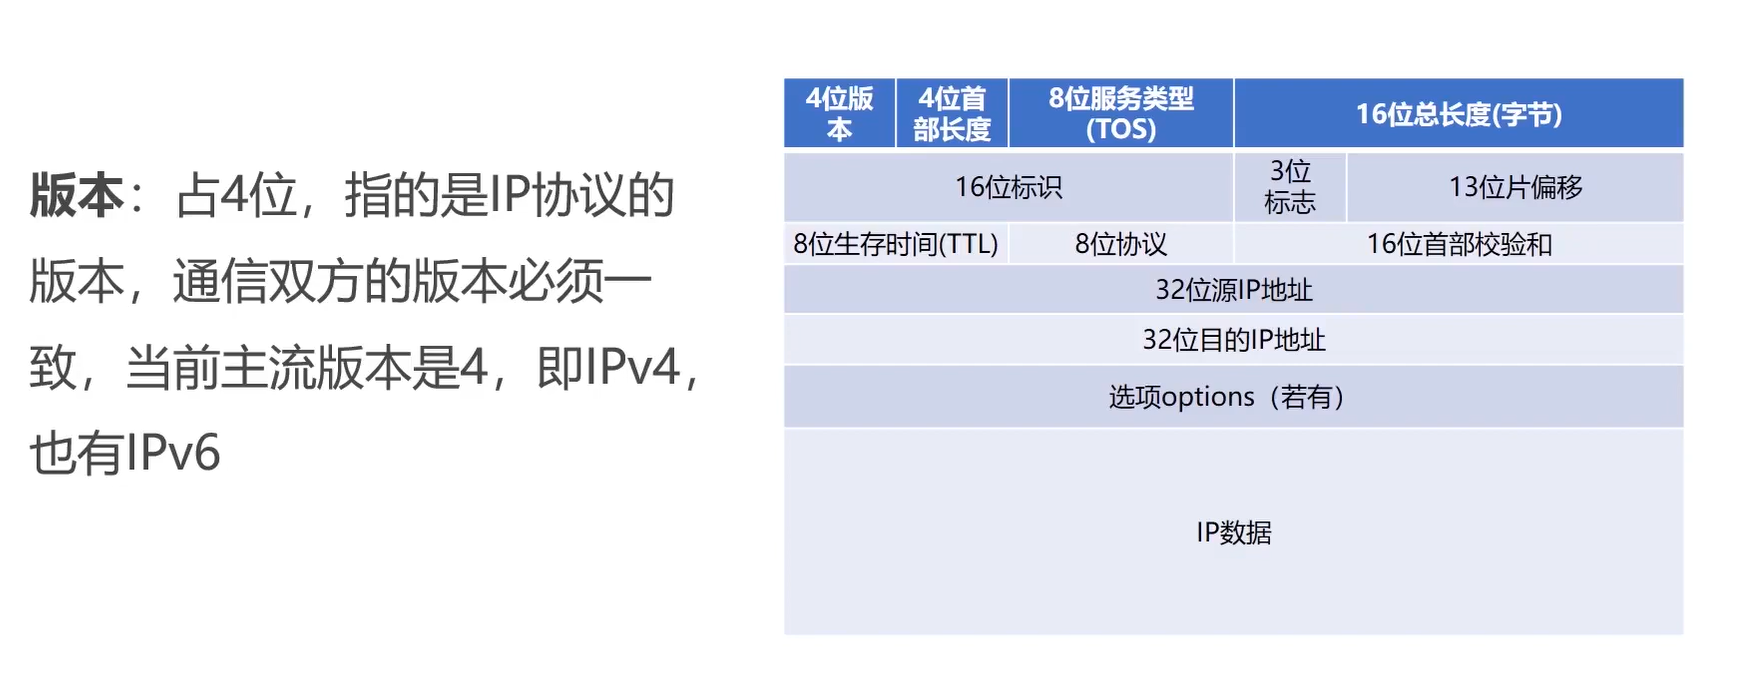 版本：占4位，指的是IP协议的
版本，通信双方的版本必须一
致，当前主流版本是4，即IPv4，
也有IPv6
4位版
本
4位首
部长度
8位服务类型
(TOS)
16位总长度(字节)
16位标识
3位
标志
13位片偏移
8位生存时间(TTL)
8位协议
16位首部校验和
32位源IP地址
32位目的IP地址
选项options（若有）
IP数据